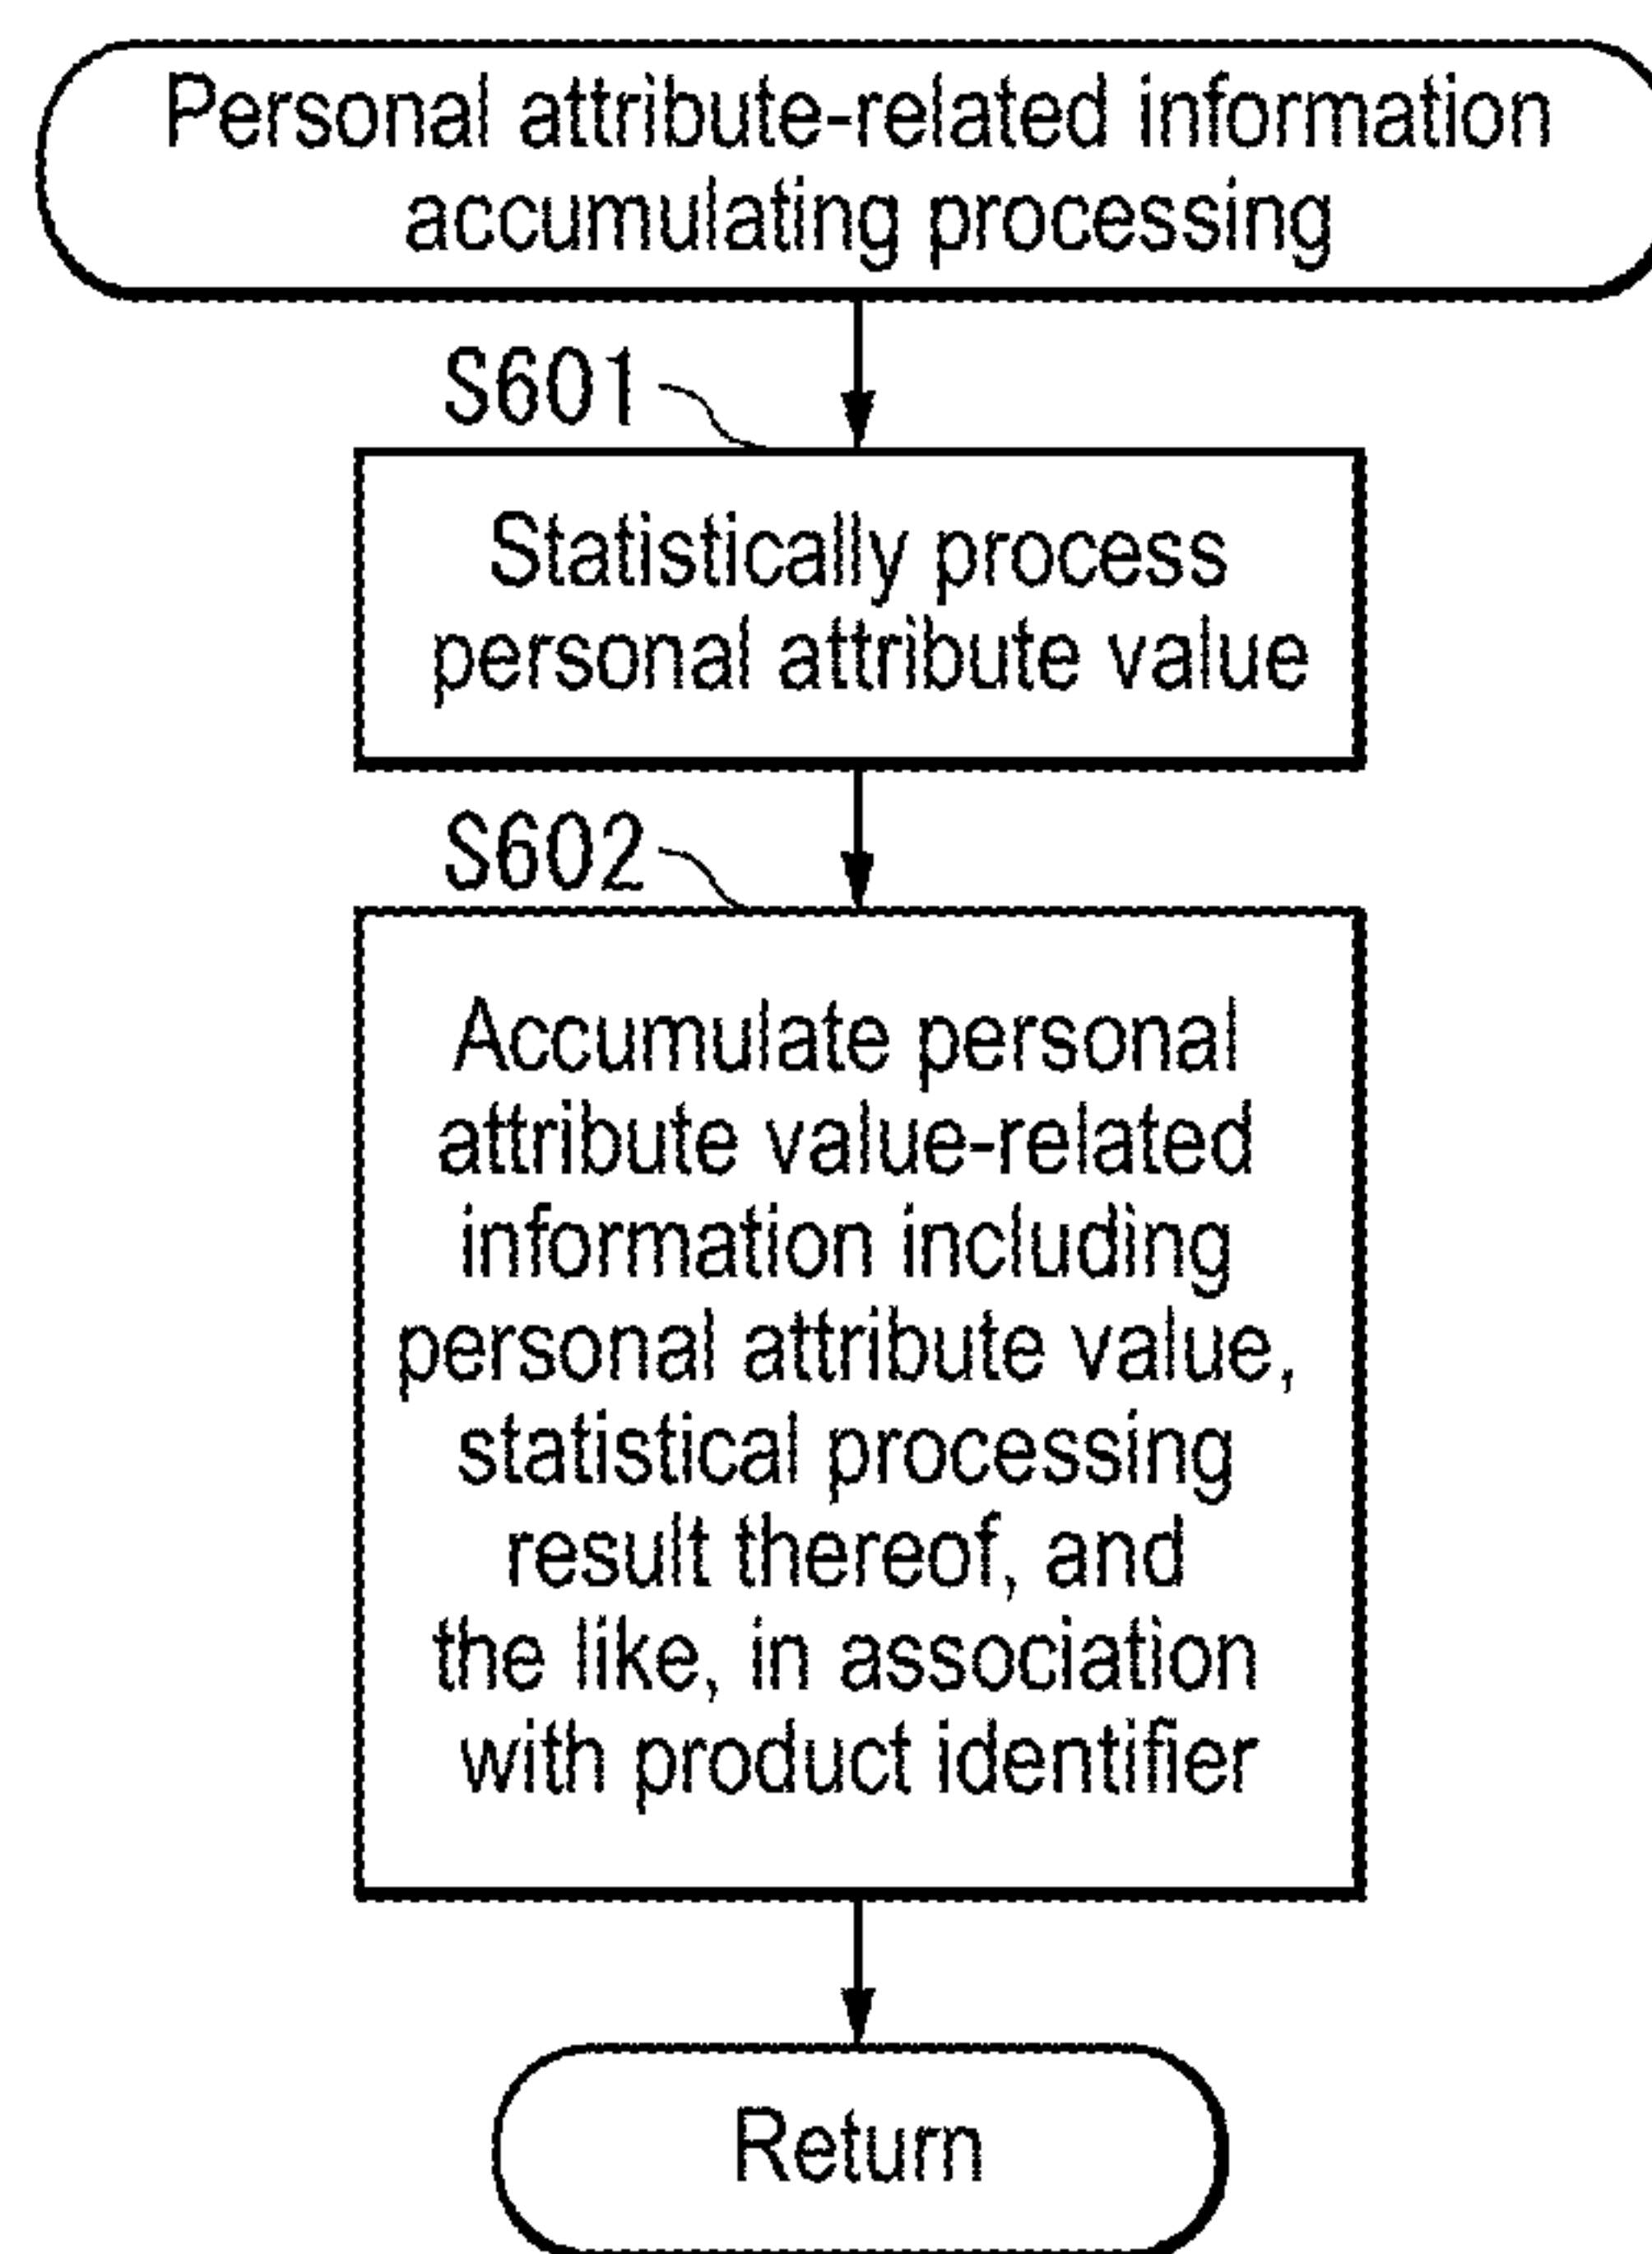 Personal attribute-related information
accumulating processing
S601
Statistically process
personal attribute value
S602
Accumulate personal
attribute value-related
information including
personal attribute value,
statistical processing
result thereof, and
the like, in association
with product identifier
Return